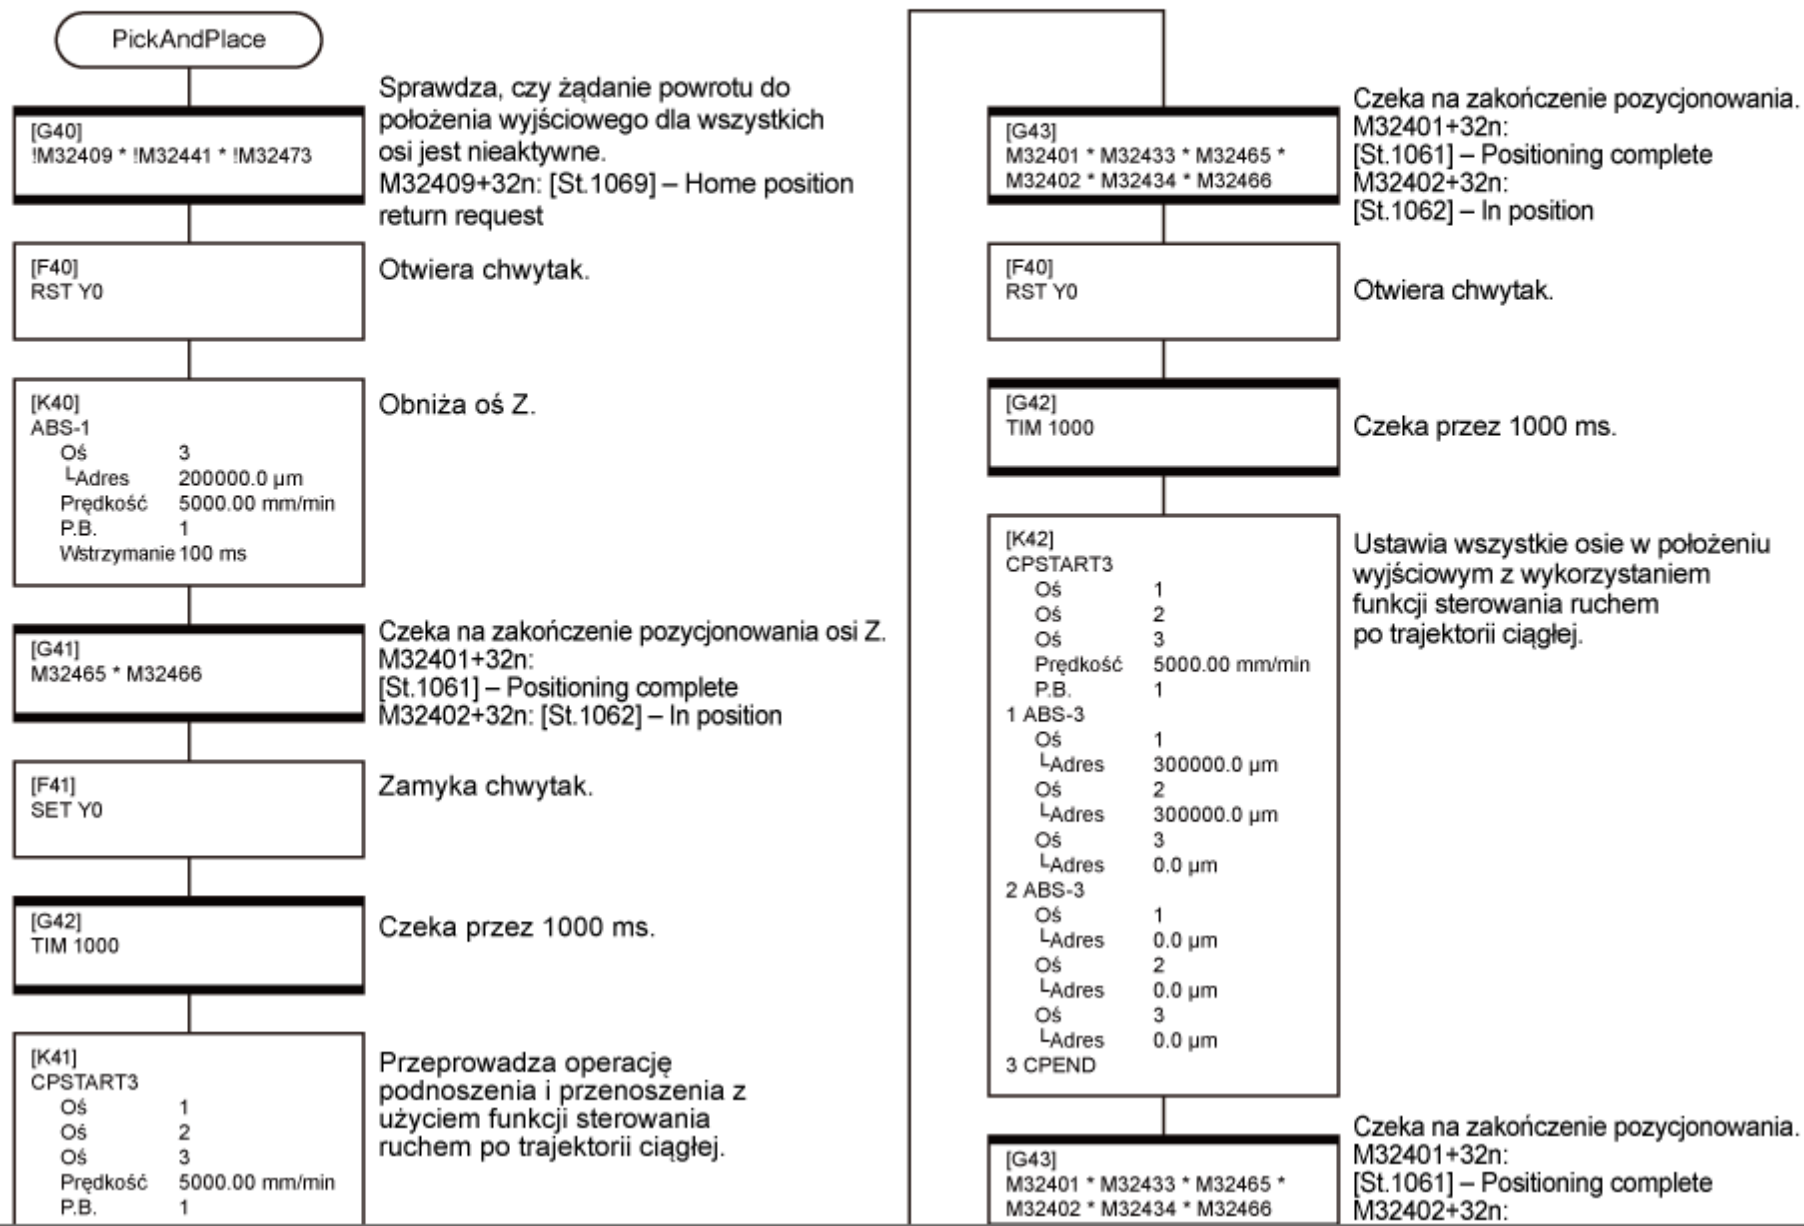 PickAndPlace
[G40]
!M32409 * !M32441 * !M32473
Sprawdza, czy żądanie powrotu do
położenia wyjściowego dla wszystkich
osi jest nieaktywne.
M32409+32n: [St.1069] – Home position
return request
[F40]
RST Y0
Otwiera chwytak.
[K40]
ABS-1
Oś 3
└Adres 200000.0 µm
Prędkość 5000.00 mm/min
P.B. 1
Wstrzymanie 100 ms
Obniża oś Z.
[G41]
M32465 * M32466
Czeka na zakończenie pozycjonowania osi Z.
M32401+32n:
[St.1061] – Positioning complete
M32402+32n: [St.1062] – In position
[F41]
SET Y0
Zamyka chwytak.
[G42]
TIM 1000
Czeka przez 1000 ms.
[K41]
CPSTART3
Oś 1
Oś 2
Oś 3
Prędkość 5000.00 mm/min
P.B. 1
Przeprowadza operację
podnoszenia i przenoszenia z
użyciem funkcji sterowania
ruchem po trajektorii ciągłej.
[G43]
M32401 * M32433 * M32465 *
M32402 * M32434 * M32466
Czeka na zakończenie pozycjonowania.
M32401+32n:
[St.1061] – Positioning complete
M32402+32n:
[St.1062] – In position
[F40]
RST Y0
Otwiera chwytak.
[G42]
TIM 1000
Czeka przez 1000 ms.
[K42]
CPSTART3
Oś 1
Oś 2
Oś 3
Prędkość 5000.00 mm/min
P.B. 1
1 ABS-3
Oś 1
└Adres 300000.0 µm
Oś 2
└Adres 300000.0 µm
Oś 3
└Adres 0.0 µm
2 ABS-3
Oś 1
└Adres 0.0 µm
Oś 2
└Adres 0.0 µm
Oś 3
└Adres 0.0 µm
3 CPEND
Ustawia wszystkie osie w położeniu
wyjściowym z wykorzystaniem
funkcji sterowania ruchem
po trajektorii ciągłej.
[G43]
M32401 * M32433 * M32465 *
M32402 * M32434 * M32466
Czeka na zakończenie pozycjonowania.
M32401+32n:
[St.1061] – Positioning complete
M32402+32n: